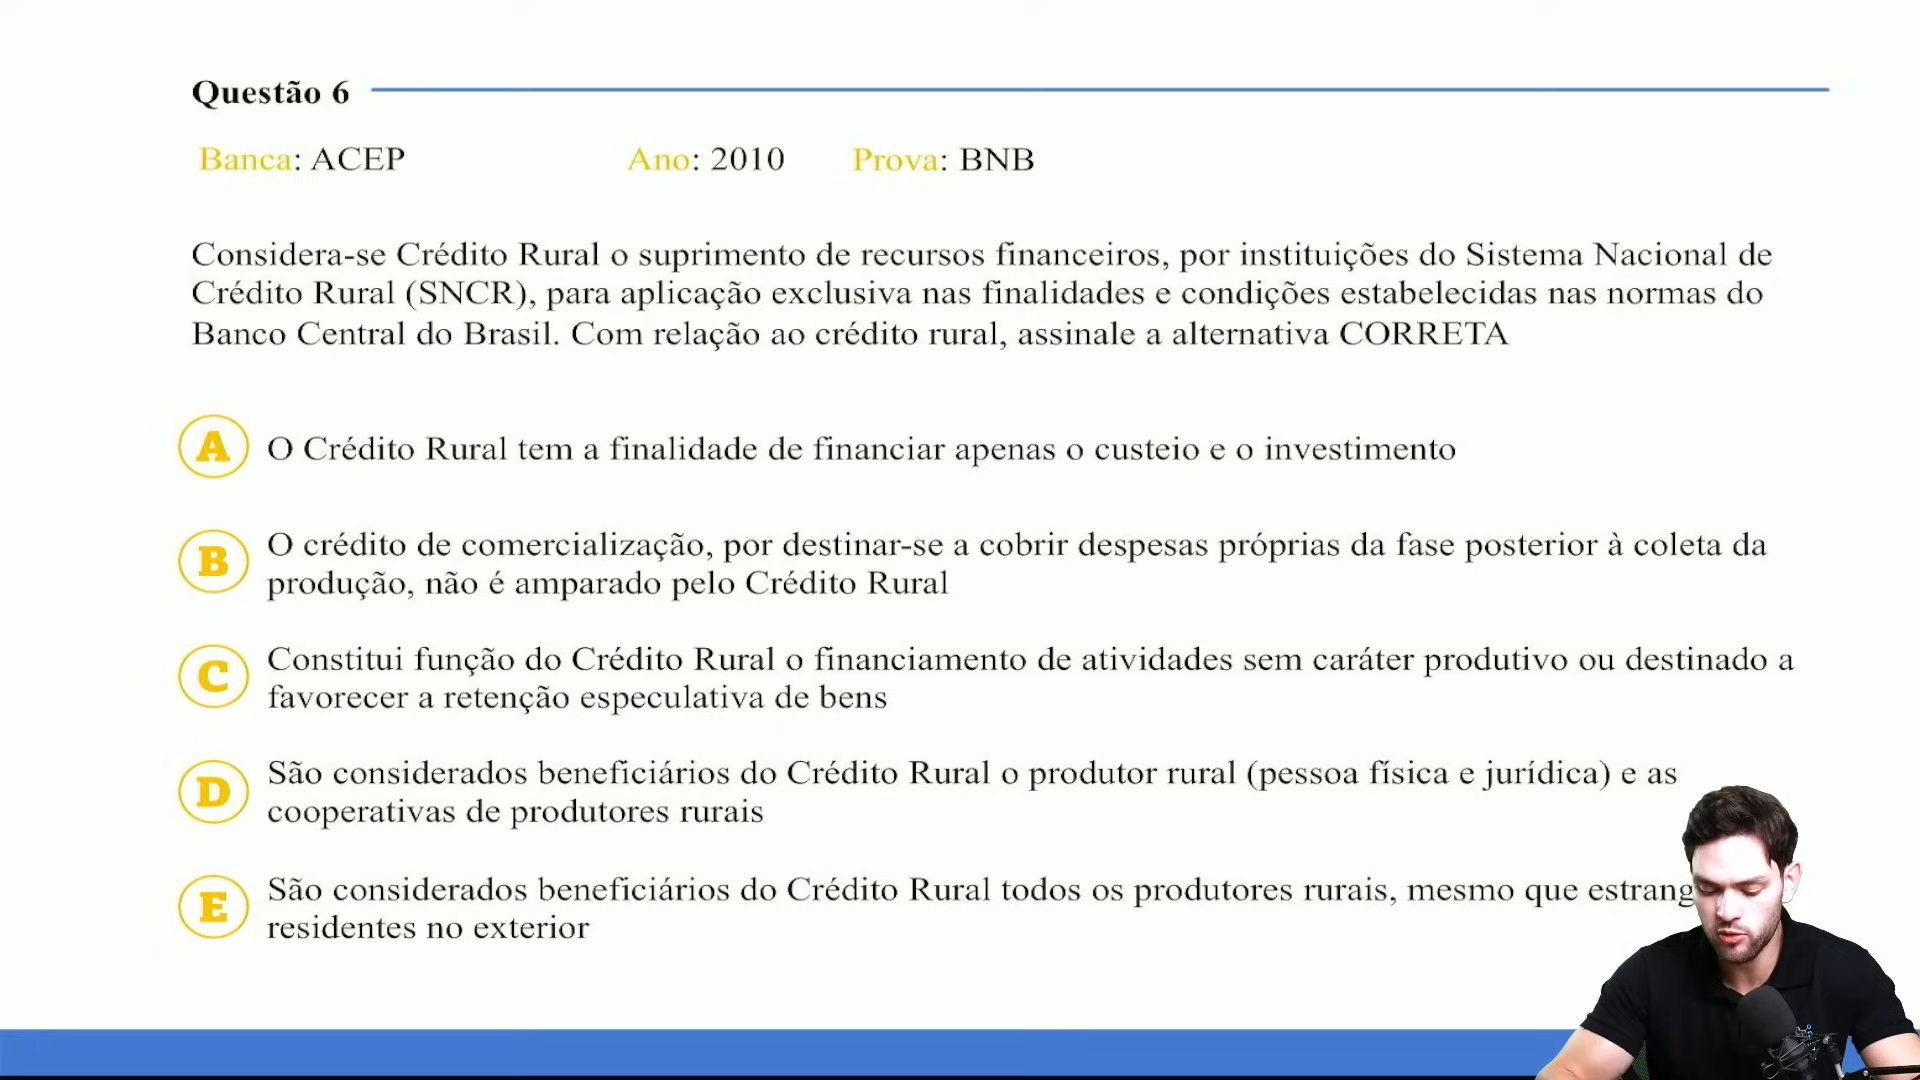 Questão 6
Banca: ACEP Ano: 2010 Prova: BNB
Considera-se Crédito Rural o suprimento de recursos financeiros, por instituições do Sistema Nacional de
Crédito Rural (SNCR), para aplicação exclusiva nas finalidades e condições estabelecidas nas normas do
Banco Central do Brasil. Com relação ao crédito rural, assinale a alternativa CORRETA
A O Crédito Rural tem a finalidade de financiar apenas o custeio e o investimento
B O crédito de comercialização, por destinar-se a cobrir despesas próprias da fase posterior à coleta da
produção, não é amparado pelo Crédito Rural
C Constitui função do Crédito Rural o financiamento de atividades sem caráter produtivo ou destinado a
favorecer a retenção especulativa de bens
D São considerados beneficiários do Crédito Rural o produtor rural (pessoa física e jurídica) e as
cooperativas de produtores rurais
E São considerados beneficiários do Crédito Rural todos os produtores rurais, mesmo que
residentes no exterior